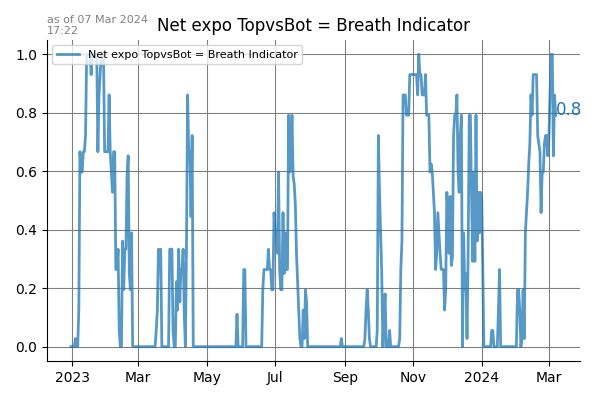 as of 07 Mar 2024
17:22
Net expo TopvsBot = Breath Indicator
Net expo TopvsBot = Breath Indicator
1.0
0.8
0.8
0.6
0.4
0.2
0.0
2023 Mar May Jul Sep Nov 2024 Mar